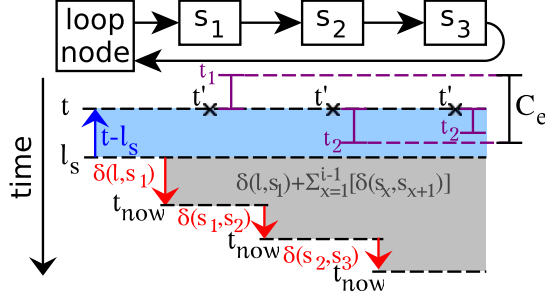 loop node
s₁
s₂
s₃
t₁
t'
t'
t'
Cₑ
t
t₂
t₂
t-lₛ
lₛ
δ(l,s₁)
δ(l,s₁)+Σᵢ₋₁ₓ₌₁[δ(sₓ,sₓ₊₁)]
time
tnow
δ(s₁,s₂)
tnow
δ(s₂,s₃)
tnow